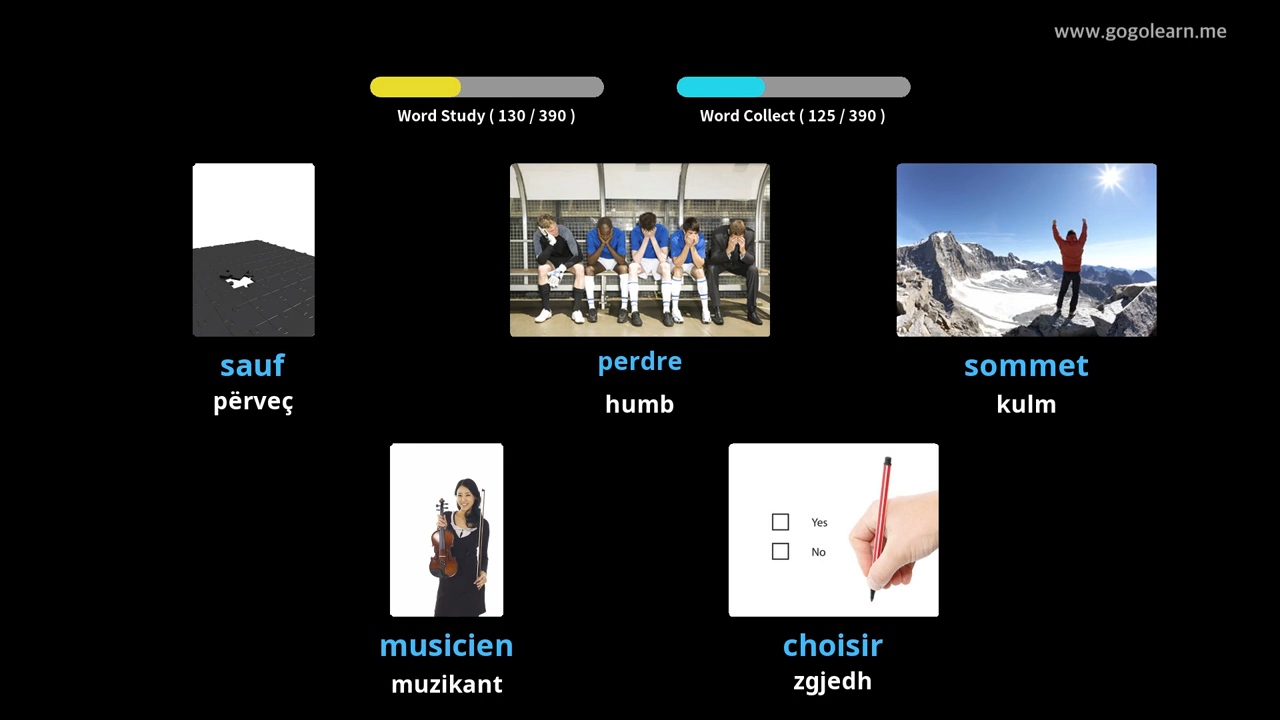 www.gogolearn.me
Word Study ( 130 / 390 )
Word Collect ( 125 / 390 )
sauf
përveç
perdre
humb
sommet
kulm
Yes
No
musicien
muzikant
choisir
zgjedh